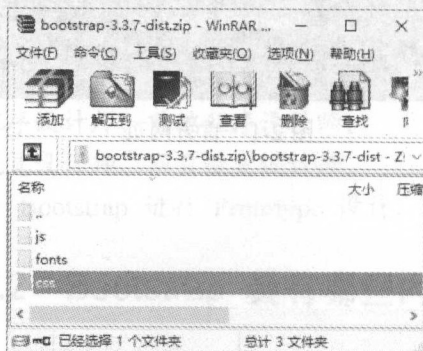 bootstrap-3.3.7-dist.zip - WinRAR ...
文件(F) 命令(C) 工具(S) 收藏夹(O) 选项(N) 帮助(H)
添加 解压到 测试 查看 删除 查找
bootstrap-3.3.7-dist.zip\bootstrap-3.3.7-dist - Z
名称 大小 压缩
..
js
fonts
css
已经选择 1 个文件夹 总计 3 文件夹